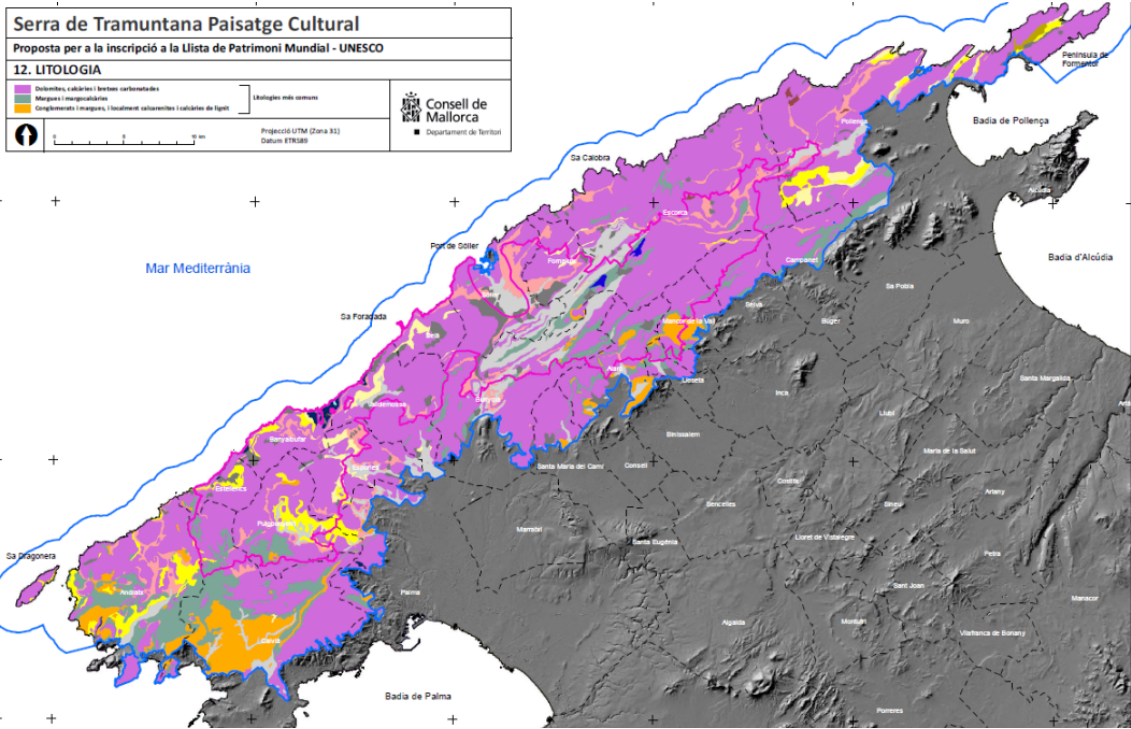 Serra de Tramuntana Paisatge Cultural
Proposta per a la inscripció a la Llista de Patrimoni Mundial - UNESCO
12. LITOLOGIA
Dolomites, calcàries i bretxes carbonatades
Margues i margocalcàries
Conglomerats i margues, i localment calcarenites i calcàries de lignit
Litologies més comuns
0 5 10 km
Projecció UTM (Zona 31)
Datum ETRS89
Consell de
Mallorca
Departament de Territori
Península de
Formentor
Badia de Pollença
Pollença
Sa Calobra
Alcúdia
Escorca
Port de Sóller
Mar Mediterrània
Badia d'Alcúdia
Fornalutx
Campanet
Sa Pobla
Selva
Sa Foradada
Búger
Muro
Mancor de la Vall
Deià
Alaró
Lloseta
Santa Margalida
Inca
Bunyola
Valldemossa
Llubí
Banyalbufar
Binissalem
Maria de la Salut
Esporles
Santa Maria del Camí
Consell
Estellencs
Costitx
Ariany
Sencelles
Sineu
Puigpunyent
Marratxí
Lloret de Vistalegre
Santa Eugènia
Petra
Sa Dragonera
Sant Joan
Andratx
Palma
Manacor
Algaida
Montuïri
Vilafranca de Bonany
?
Calvià
Badia de Palma
Porreres